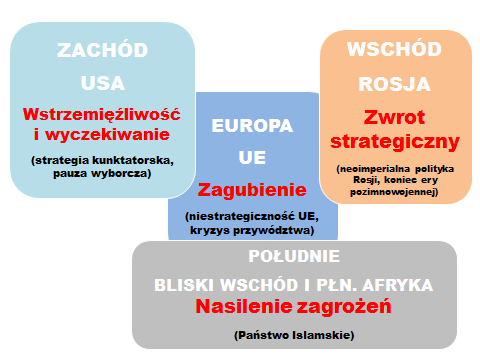 ZACHÓD
USA
Wstrzemięźliwość
i wyczekiwanie
(strategia kunktatorska,
pauza wyborcza)
EUROPA
UE
Zagubienie
(niestrategiczność UE,
kryzys przywództwa)
WSCHÓD
ROSJA
Zwrot
strategiczny
(neoimperialna polityka
Rosji, koniec ery
pozimnowojennej)
POŁUDNIE
BLISKI WSCHÓD I PŁN. AFRYKA
Nasilenie zagrożeń
(Państwo Islamskie)